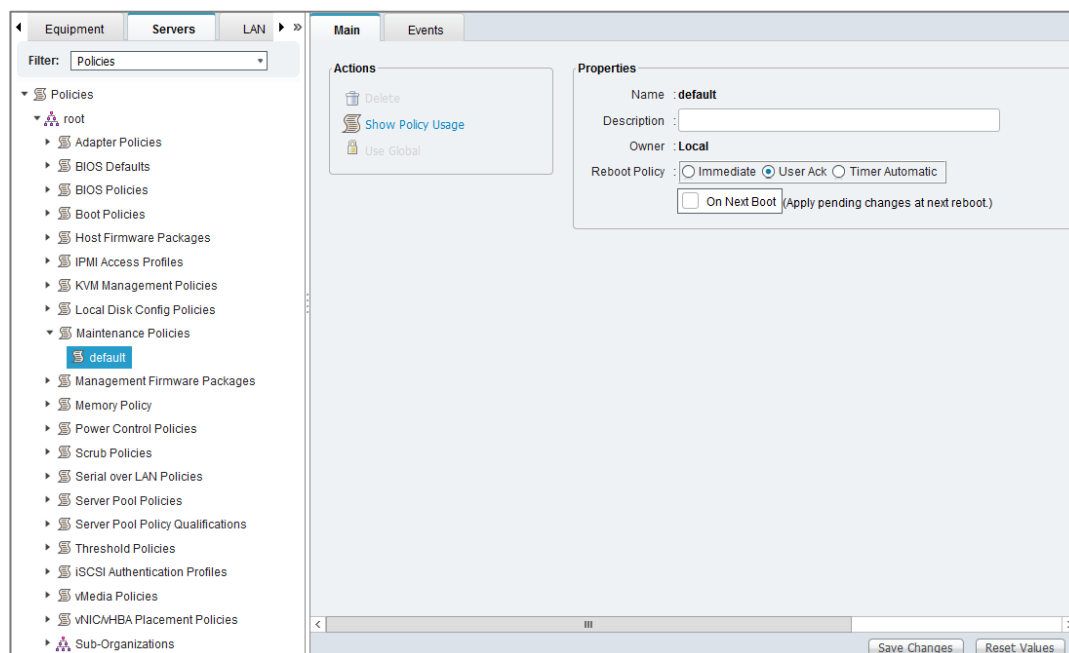 Equipment Servers LAN »
Filter: Policies
Policies
root
Adapter Policies
BIOS Defaults
BIOS Policies
Boot Policies
Host Firmware Packages
IPMI Access Profiles
KVM Management Policies
Local Disk Config Policies
Maintenance Policies
default
Management Firmware Packages
Memory Policy
Power Control Policies
Scrub Policies
Serial over LAN Policies
Server Pool Policies
Server Pool Policy Qualifications
Threshold Policies
iSCSI Authentication Profiles
vMedia Policies
vNIC/vHBA Placement Policies
Sub-Organizations
Main Events
Actions
Delete
Show Policy Usage
Use Global
Properties
Name : default
Description :
Owner : Local
Reboot Policy : Immediate User Ack Timer Automatic
On Next Boot (Apply pending changes at next reboot.)
Save Changes Reset Values